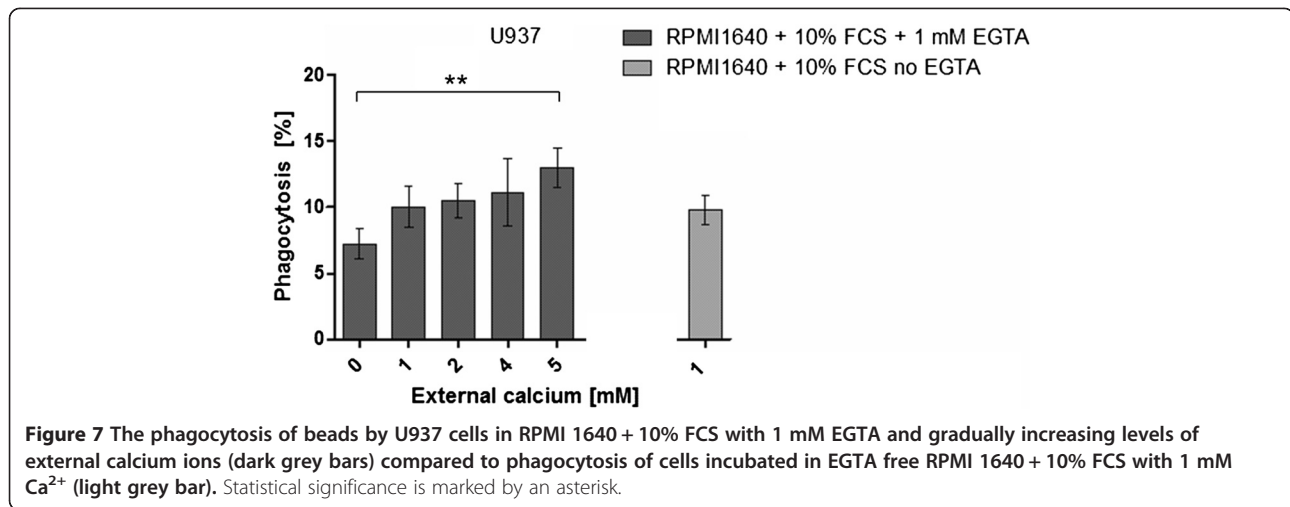 U937
RPMI1640 + 10% FCS + 1 mM EGTA
RPMI1640 + 10% FCS no EGTA
**
20
15
10
5
0
Phagocytosis [%]
0 1 2 4 5 1
External calcium [mM]
Figure 7 The phagocytosis of beads by U937 cells in RPMI 1640 + 10% FCS with 1 mM EGTA and gradually increasing levels of
external calcium ions (dark grey bars) compared to phagocytosis of cells incubated in EGTA free RPMI 1640 + 10% FCS with 1 mM
Ca²⁺ (light grey bar). Statistical significance is marked by an asterisk.